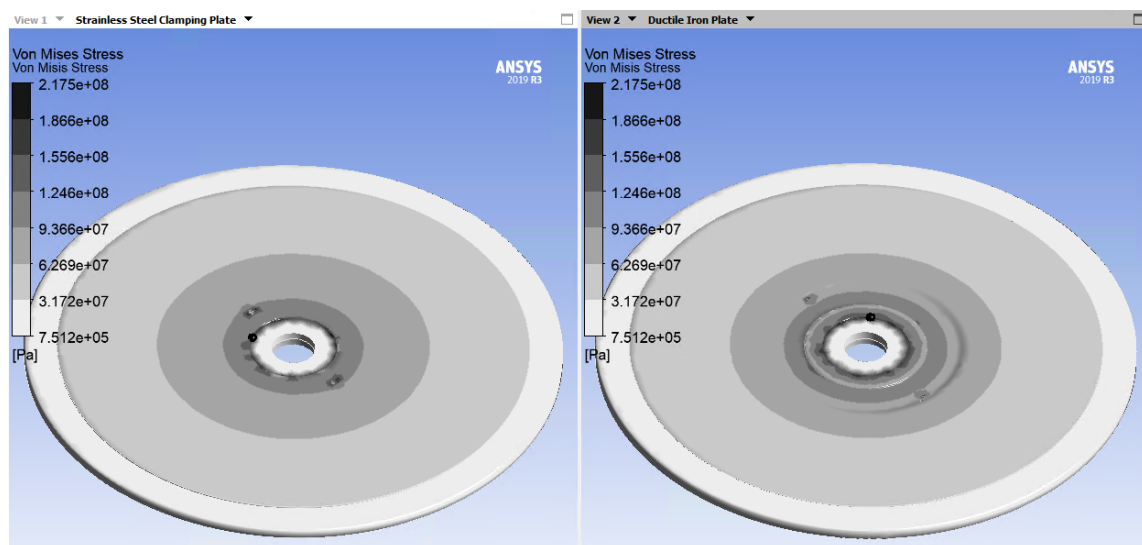 View 1 Strainless Steel Clamping Plate
Von Mises Stress
Von Misis Stress
ANSYS
2019 R3
2.175e+08
1.866e+08
1.556e+08
1.246e+08
9.366e+07
6.269e+07
3.172e+07
7.512e+05
[Pa]
View 2 Ductile Iron Plate
Von Mises Stress
Von Misis Stress
ANSYS
2019 R3
2.175e+08
1.866e+08
1.556e+08
1.246e+08
9.366e+07
6.269e+07
3.172e+07
7.512e+05
[Pa]